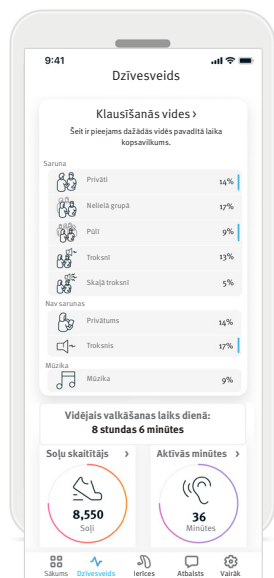 9:41
Dzīvesveids
Klausīšanās vides ›
Šeit ir pieejams dažādās vidēs pavadītā laika
kopsavilkums.
Saruna
Privāti 14%
Nelielā grupā 17%
Pūlī 9%
Troksnī 13%
Skaļā troksnī 5%
Nav sarunas
Privātums 14%
Troksnis 17%
Mūzika
Mūzika 9%
Vidējais valkāšanas laiks dienā:
8 stundas 6 minūtes
Soļu skaitītājs ›
Aktīvās minūtes ›
8,550
Soļi
36
Minūtes
Sākums Dzīvesveids Ierīces Atbalsts Vairāk